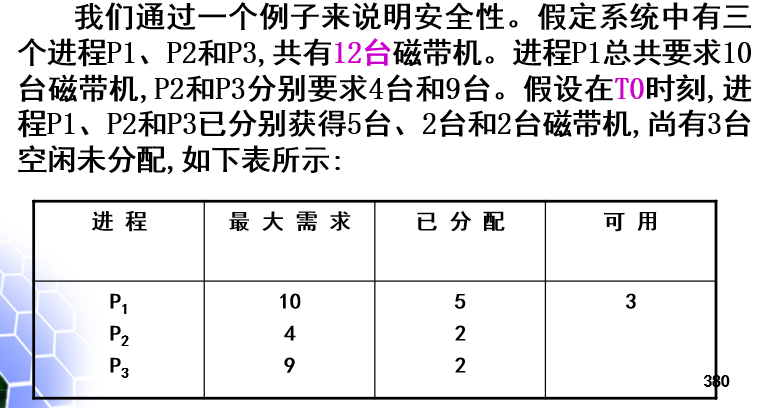 我们通过一个例子来说明安全性。假定系统中有三
个进程P1、P2和P3,共有12台磁带机。进程P1总共要求10
台磁带机,P2和P3分别要求4台和9台。假设在T0时刻,进
程P1、P2和P3已分别获得5台、2台和2台磁带机,尚有3台
空闲未分配,如下表所示:
进 程 最 大 需 求 已 分 配 可 用
P1 10 5 3
P2 4 2
P3 9 2
380